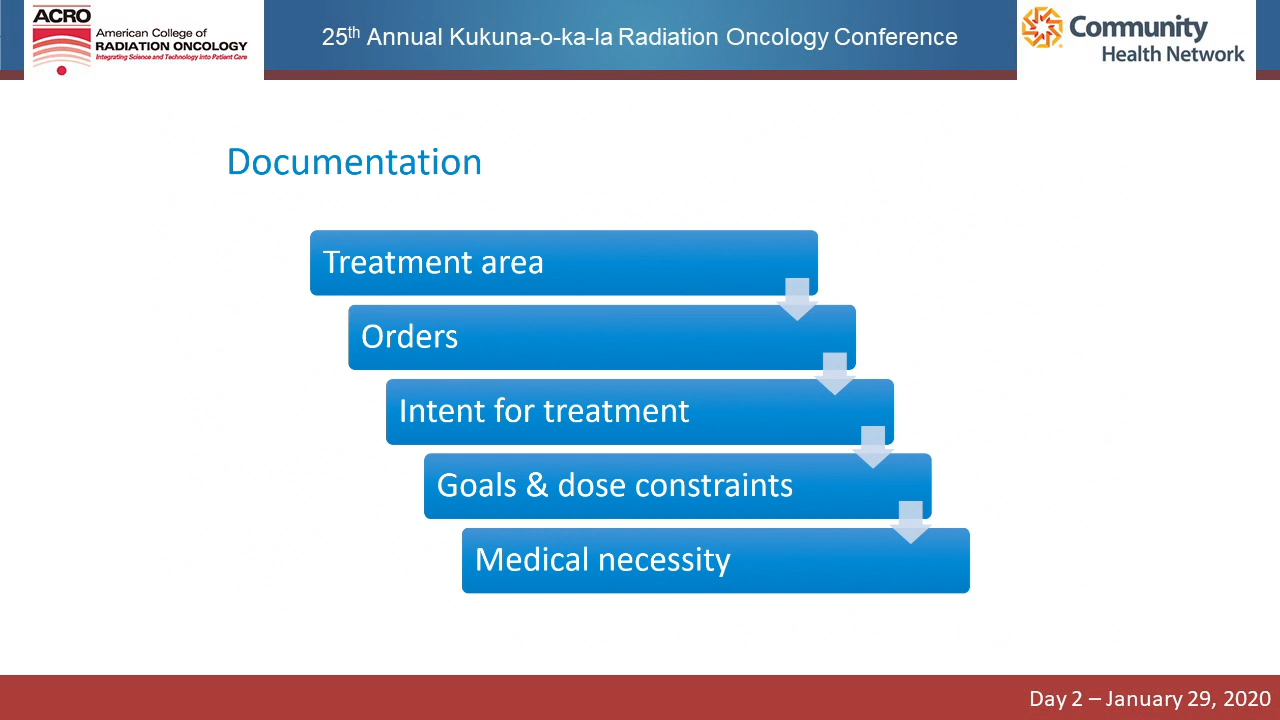 ACRO
American College of
RADIATION ONCOLOGY
Integrating Science and Technology into Patient Care
25th Annual Kukuna-o-ka-la Radiation Oncology Conference
Community
Health Network
Documentation
Treatment area
Orders
Intent for treatment
Goals & dose constraints
Medical necessity
Day 2 – January 29, 2020